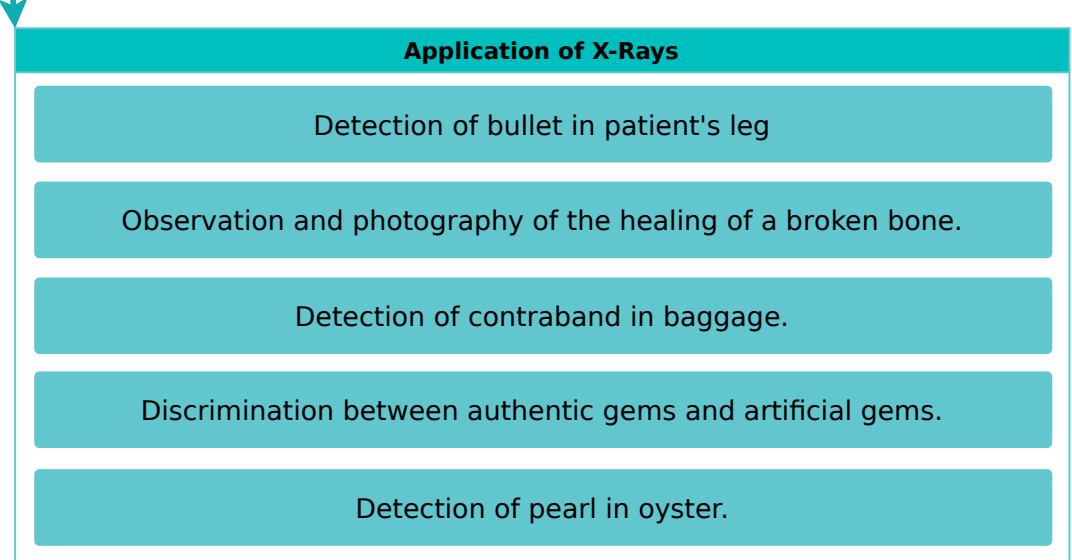 Application of X-Rays
Detection of bullet in patient's leg
Observation and photography of the healing of a broken bone.
Detection of contraband in baggage.
Discrimination between authentic gems and artificial gems.
Detection of pearl in oyster.